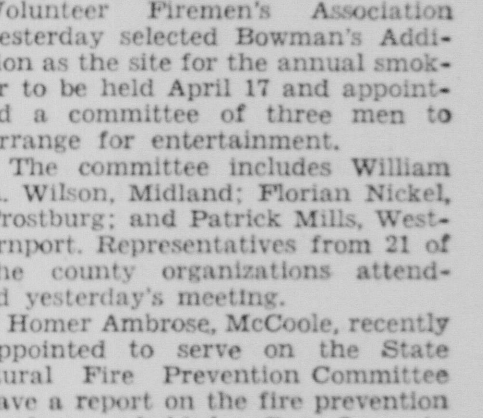 Volunteer Firemen's Association
esterday selected Bowman's Addi-
ion as the site for the annual smok-
r to be held April 17 and appoint-
d a committee of three men to
rrange for entertainment.
The committee includes William
. Wilson, Midland; Florian Nickel,
rostburg; and Patrick Mills, West-
rnport. Representatives from 21 of
he county organizations attend-
d yesterday's meeting.
Homer Ambrose, McCoole, recently
ppointed to serve on the State
ural Fire Prevention Committee
ave a report on the fire prevention